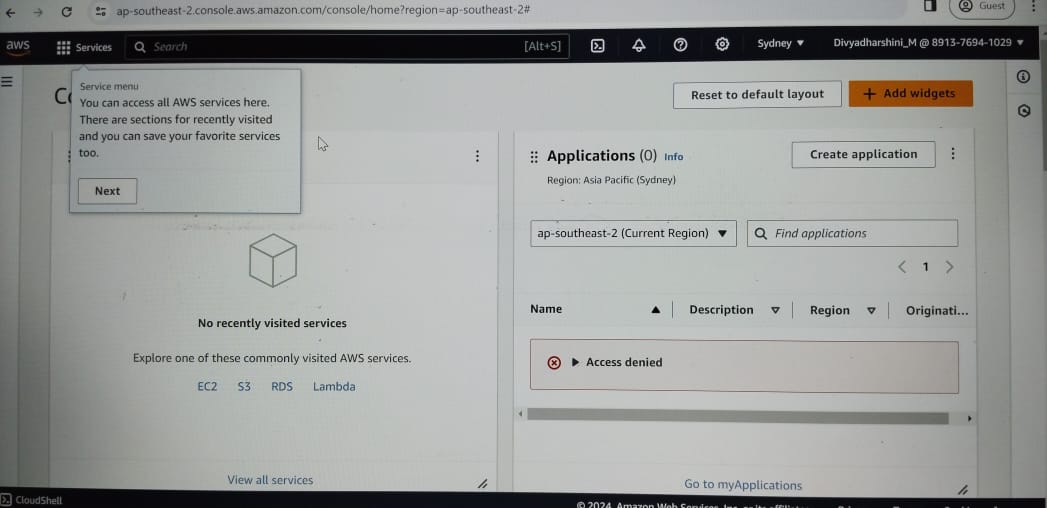 ap-southeast-2.console.aws.amazon.com/console/home?region=ap-southeast-2#
Guest
aws
Services
Search
[Alt+S]
Sydney
Divyadharshini_M @ 8913-7694-1029
Service menu
You can access all AWS services here.
There are sections for recently visited
and you can save your favorite services
too.
Next
Reset to default layout
+ Add widgets
Applications (0) Info
Region: Asia Pacific (Sydney)
Create application
ap-southeast-2 (Current Region)
Find applications
1
Name
Description
Region
Originati...
Access denied
No recently visited services
Explore one of these commonly visited AWS services.
EC2 S3 RDS Lambda
View all services
Go to myApplications
CloudShell
© 2024, Amazon Web Services, Inc.